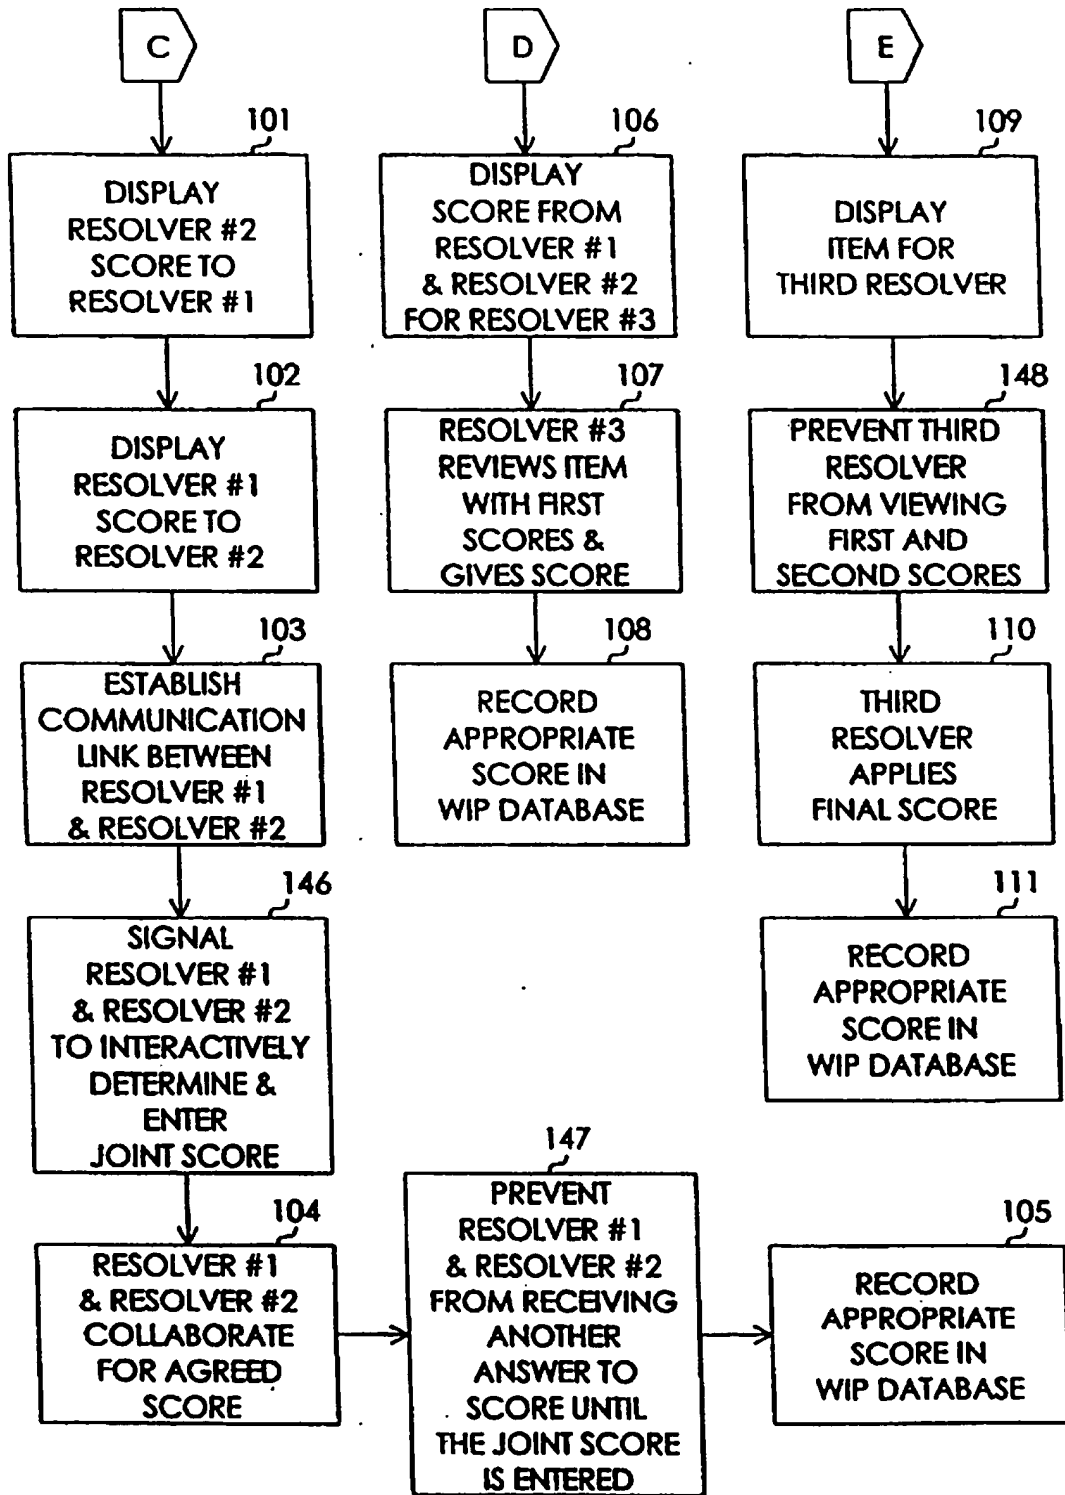 C
101
DISPLAY
RESOLVER #2
SCORE TO
RESOLVER #1
102
DISPLAY
RESOLVER #1
SCORE TO
RESOLVER #2
103
ESTABLISH
COMMUNICATION
LINK BETWEEN
RESOLVER #1
& RESOLVER #2
146
SIGNAL
RESOLVER #1
& RESOLVER #2
TO INTERACTIVELY
DETERMINE &
ENTER
JOINT SCORE
104
RESOLVER #1
& RESOLVER #2
COLLABORATE
FOR AGREED
SCORE
147
PREVENT
RESOLVER #1
& RESOLVER #2
FROM RECEIVING
ANOTHER
ANSWER TO
SCORE UNTIL
THE JOINT SCORE
IS ENTERED
105
RECORD
APPROPRIATE
SCORE IN
WIP DATABASE
D
106
DISPLAY
SCORE FROM
RESOLVER #1
& RESOLVER #2
FOR RESOLVER #3
107
RESOLVER #3
REVIEWS ITEM
WITH FIRST
SCORES &
GIVES SCORE
108
RECORD
APPROPRIATE
SCORE IN
WIP DATABASE
E
109
DISPLAY
ITEM FOR
THIRD RESOLVER
148
PREVENT THIRD
RESOLVER
FROM VIEWING
FIRST AND
SECOND SCORES
110
THIRD
RESOLVER
APPLIES
FINAL SCORE
111
RECORD
APPROPRIATE
SCORE IN
WIP DATABASE